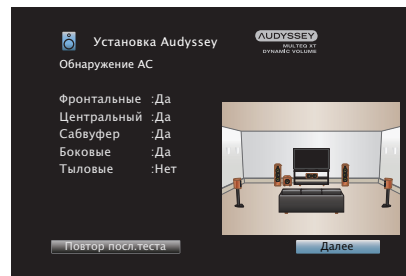 Установка Audyssey
AUDYSSEY
MULTEQ XT
DYNAMIC VOLUME
Обнаружение АС
Фронтальные :Да
Центральный :Да
Сабвуфер :Да
Боковые :Да
Тыловые :Нет
Повтор посл.теста
Далее